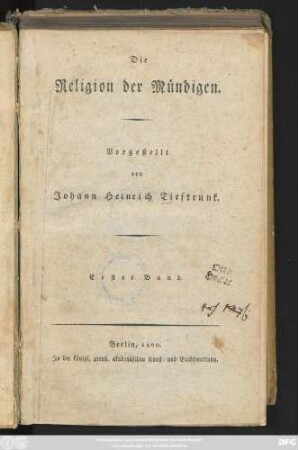 Die
Religion der Mündigen.
Vorgestellt
von
Johann Heinrich Tieftrunk.
Erster Band.
Otto
Berlin, 1800.
In der königl. preuß. akademischen Kunst- und Buchhandlung.